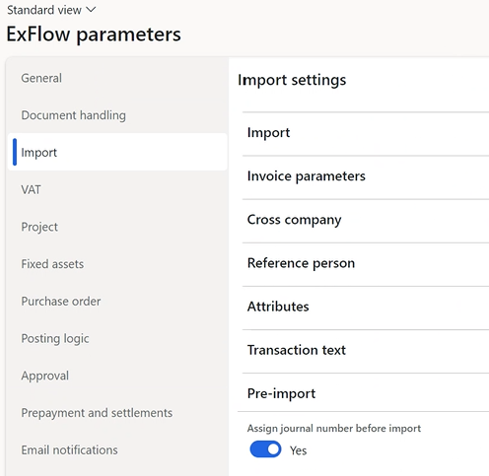 Standard view
ExFlow parameters
General
Document handling
Import
VAT
Project
Fixed assets
Purchase order
Posting logic
Approval
Prepayment and settlements
Email notifications
Import settings
Import
Invoice parameters
Cross company
Reference person
Attributes
Transaction text
Pre-import
Assign journal number before import
Yes